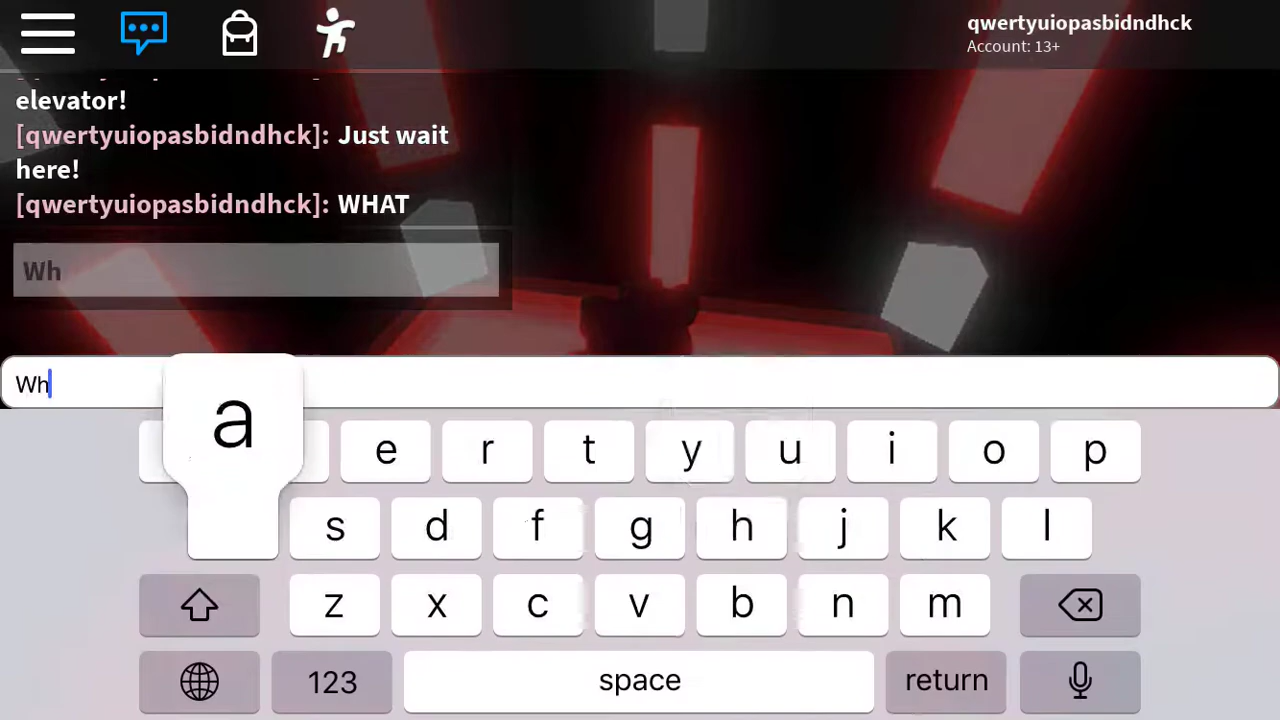 qwertyuiopasbidndhck
Account: 13+
elevator!
[qwertyuiopasbidndhck]: Just wait
here!
[qwertyuiopasbidndhck]: WHAT
Wh
Wh
a
e r t y u i o p
s d f g h j k l
z x c v b n m
123 space return